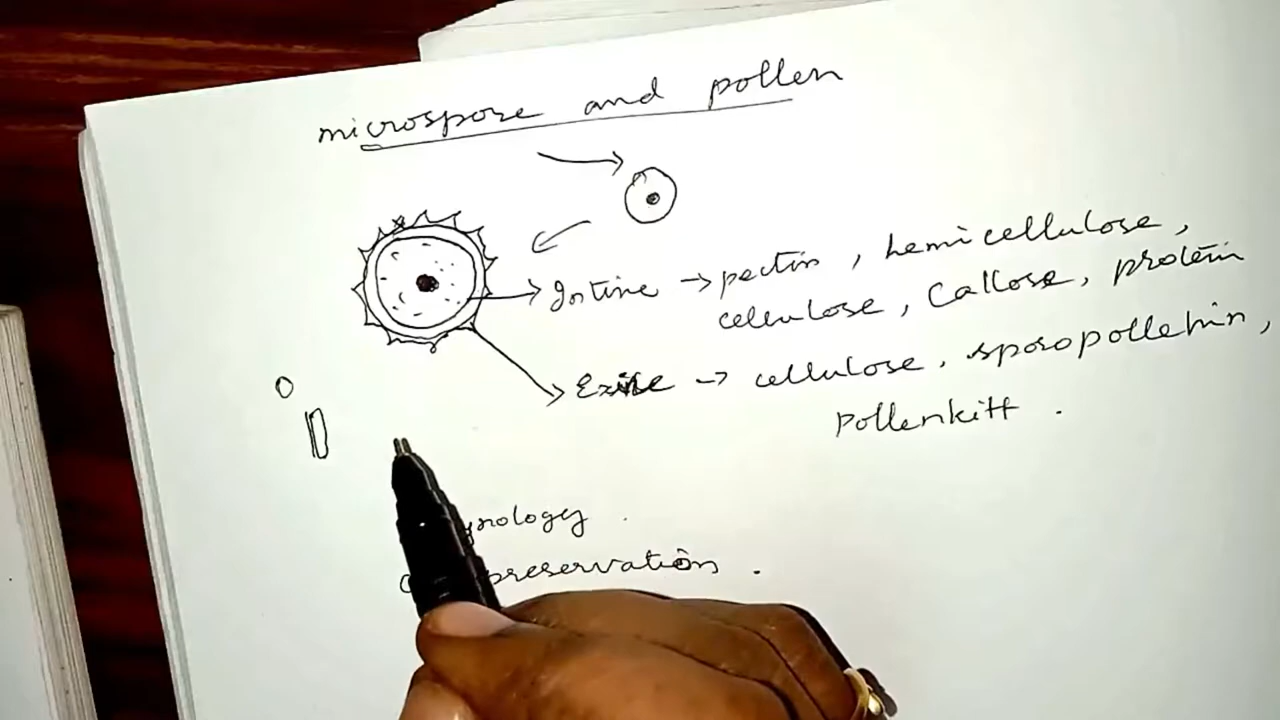 microspore and pollen
Intine → pectin, hemicellulose,
cellulose, callose, protein
Exine → cellulose, sporopollenin,
Pollenkitt.
preservation.